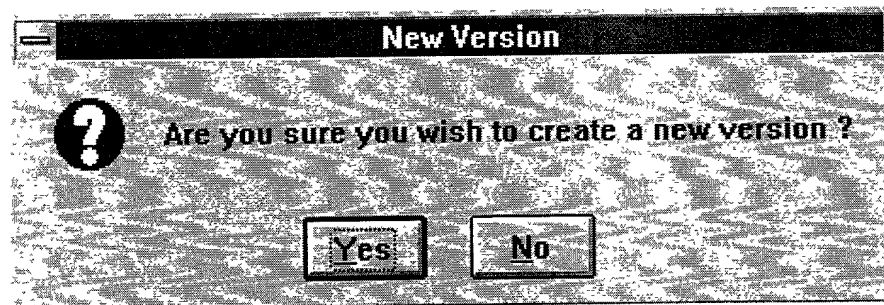 New Version
Are you sure you wish to create a new version ?
Yes
No